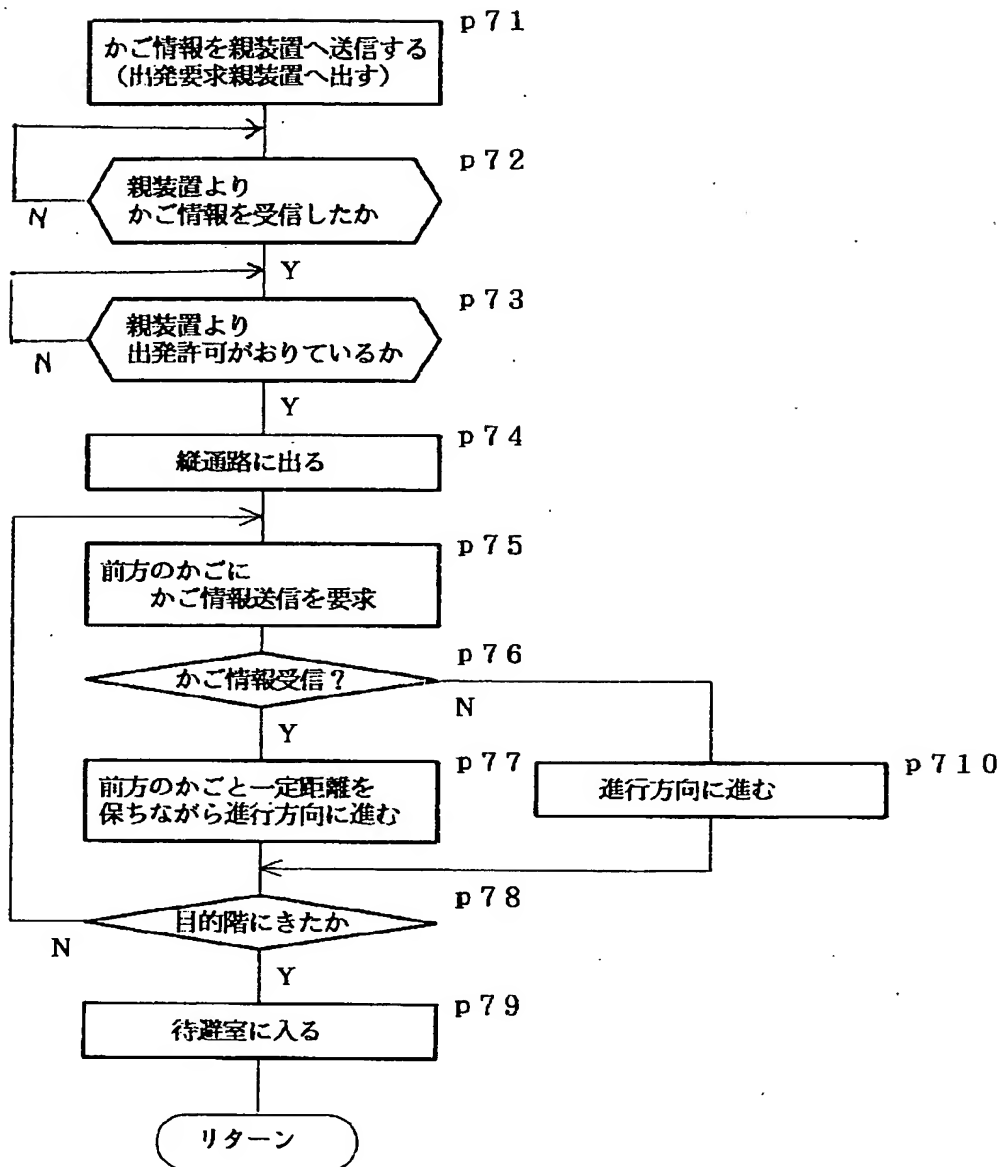 p71
かご情報を親装置へ送信する
(出発要求親装置へ出す)
p72
親装置より
かご情報を受信したか
N
Y
p73
親装置より
出発許可がおりているか
N
Y
p74
縦通路に出る
p75
前方のかごに
かご情報送信を要求
p76
かご情報受信?
N
Y
p77
前方のかごと一定距離を
保ちながら進行方向に進む
p710
進行方向に進む
p78
目的階にきたか
N
Y
p79
待避室に入る
リターン